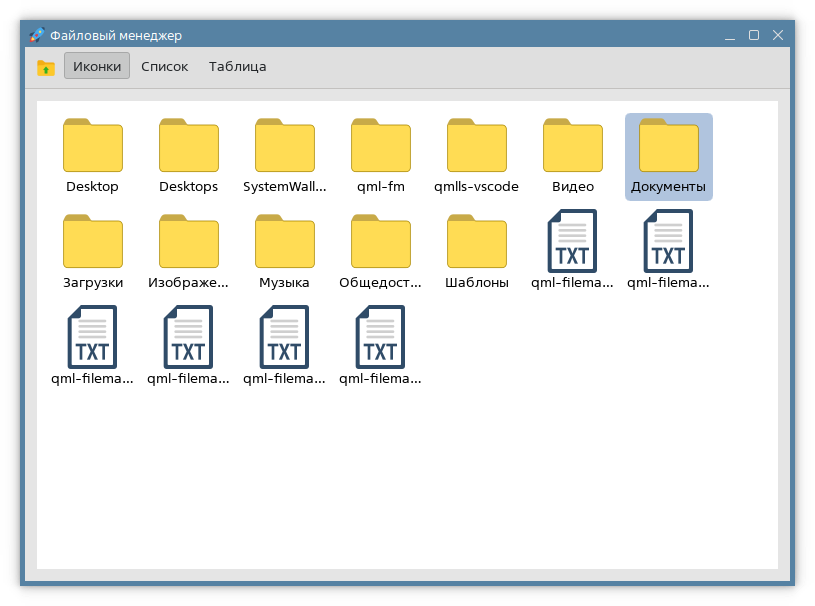 Файловый менеджер
Иконки Список Таблица
Desktop Desktops SystemWall... qml-fm qmlls-vscode Видео Документы
Загрузки Изображе... Музыка Общедост... Шаблоны qml-filema... qml-filema...
TXT TXT
qml-filema... qml-filema... qml-filema... qml-filema...
TXT TXT TXT TXT